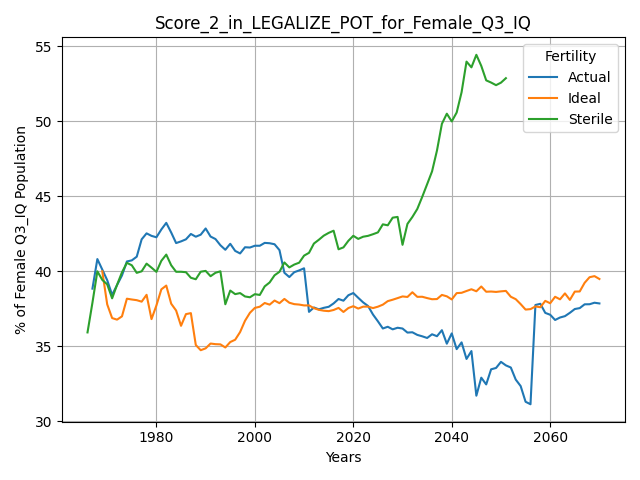 Score_2_in_LEGALIZE_POT_for_Female_Q3_IQ
% of Female Q3_IQ Population
55
50
45
40
35
30
Fertility
Actual
Ideal
Sterile
1980
2000
2020
2040
2060
Years